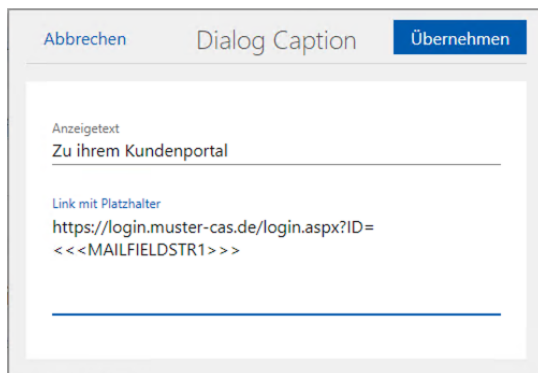 Abbrechen Dialog Caption Übernehmen
Anzeigetext
Zu ihrem Kundenportal
Link mit Platzhalter
https://login.muster-cas.de/login.aspx?ID=
<<<MAILFIELDSTR1>>>